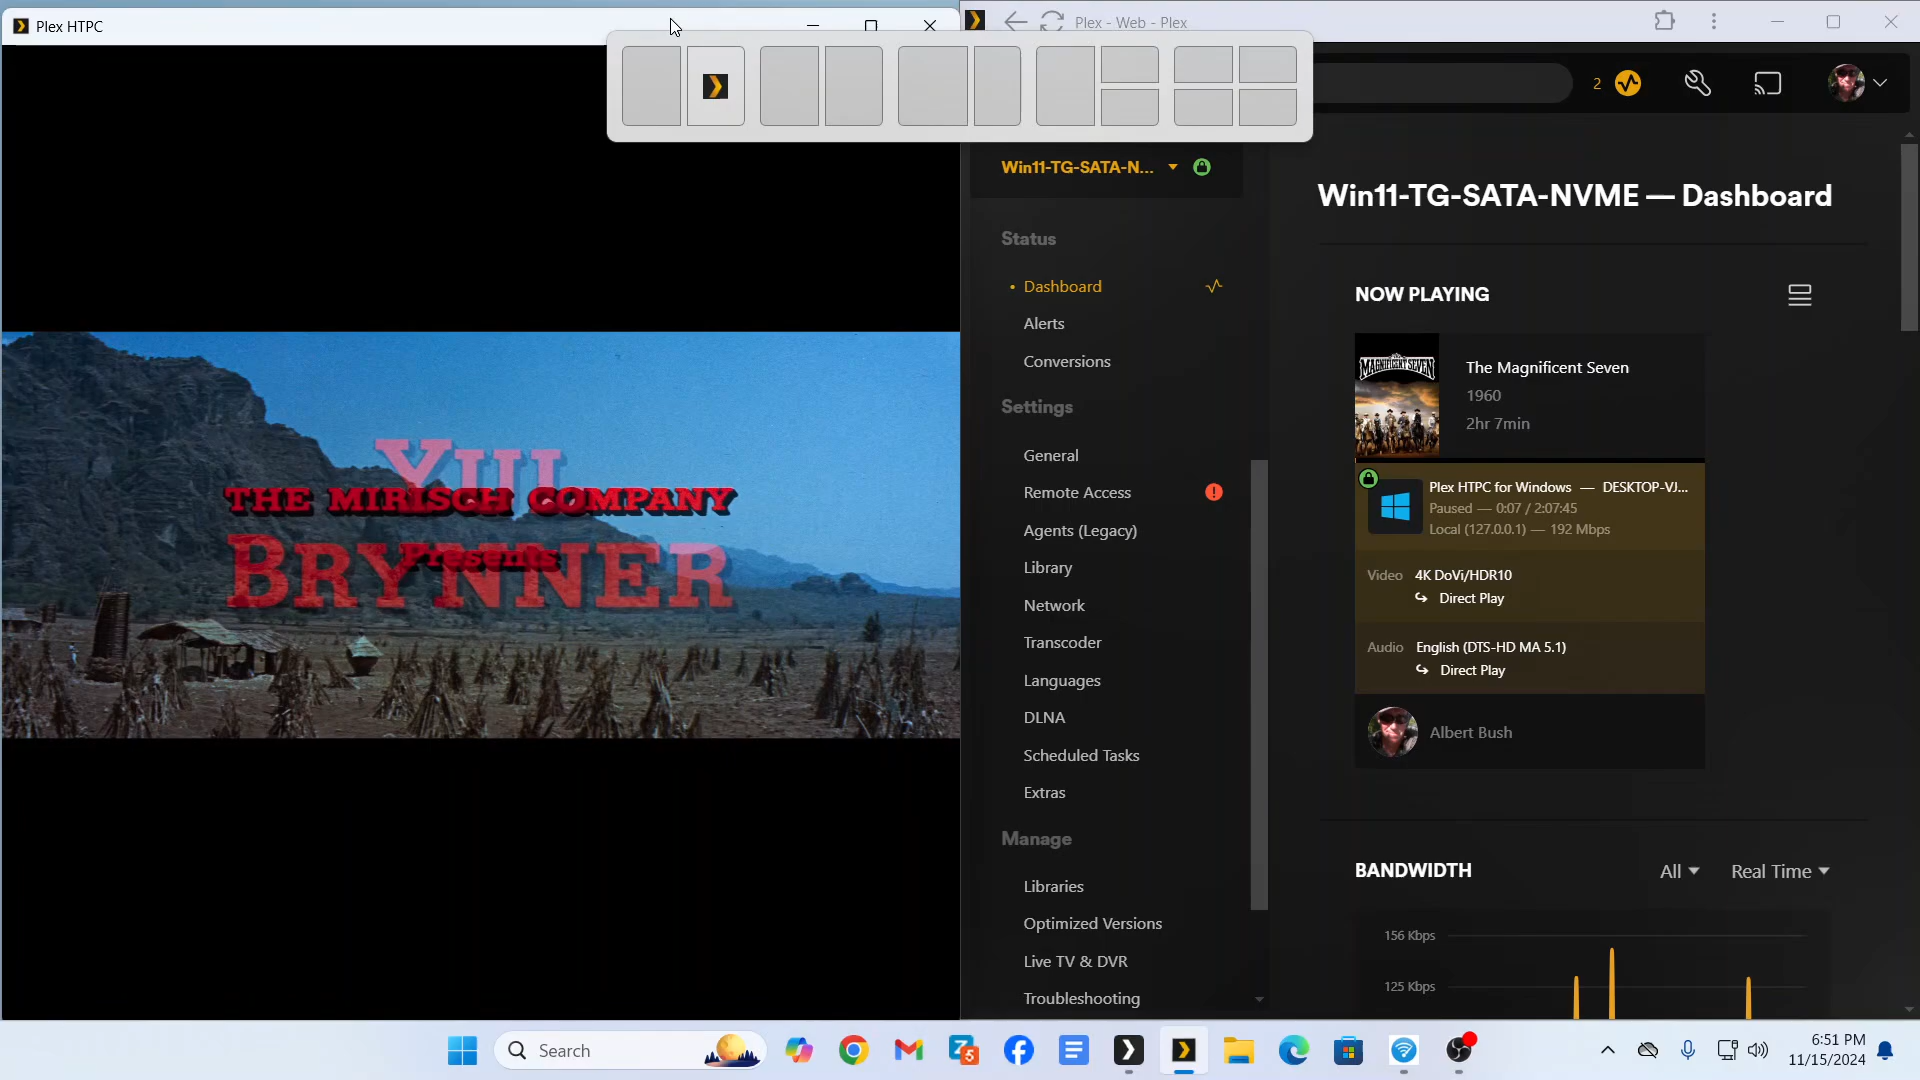 Plex HTPC
Plex - Web - Plex
2
Win11-TG-SATA-N...
Win11-TG-SATA-NVME — Dashboard
Status
Dashboard
Alerts
Conversions
Settings
General
Remote Access
Agents (Legacy)
Library
Network
Transcoder
Languages
DLNA
Scheduled Tasks
Extras
Manage
Libraries
Optimized Versions
Live TV & DVR
Troubleshooting
NOW PLAYING
MAGNIFICENT SEVEN
The Magnificent Seven
1960
2hr 7min
Plex HTPC for Windows — DESKTOP-VJ...
Paused — 0:07 / 2:07:45
Local (127.0.0.1) — 192 Mbps
Video 4K DoVi/HDR10
Direct Play
Audio English (DTS-HD MA 5.1)
Direct Play
Albert Bush
BANDWIDTH
All
Real Time
156 Kbps
125 Kbps
YUL
THE MIRISCH COMPANY
Presents
BRYNNER
Search
6:51 PM
11/15/2024